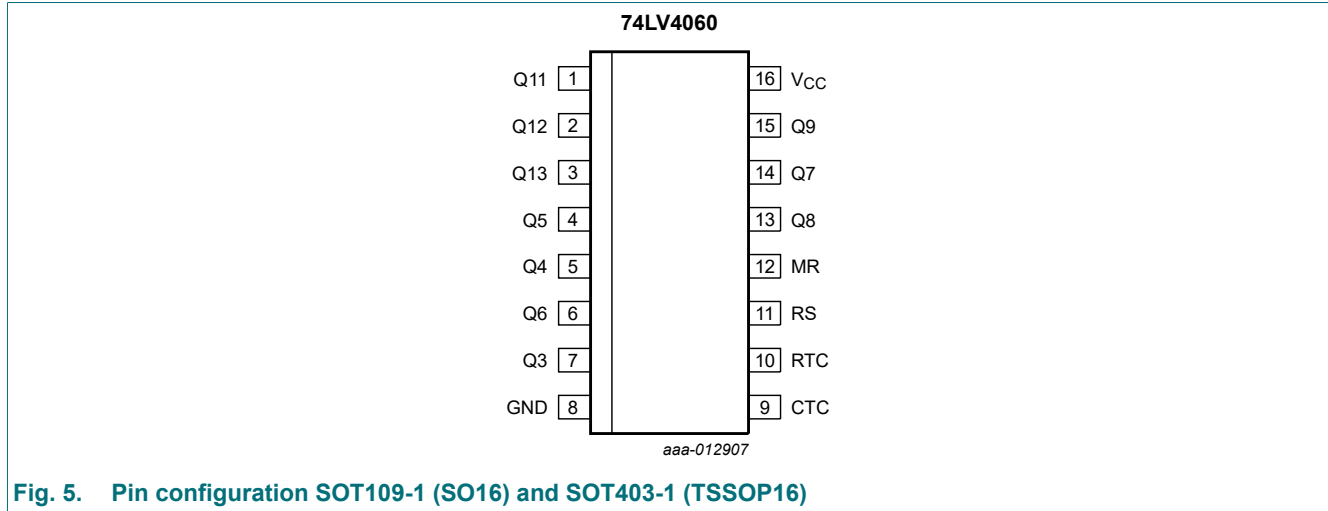 74LV4060
Q11 1 16 VCC
Q12 2 15 Q9
Q13 3 14 Q7
Q5 4 13 Q8
Q4 5 12 MR
Q6 6 11 RS
Q3 7 10 RTC
GND 8 9 CTC
aaa-012907
Fig. 5. Pin configuration SOT109-1 (SO16) and SOT403-1 (TSSOP16)